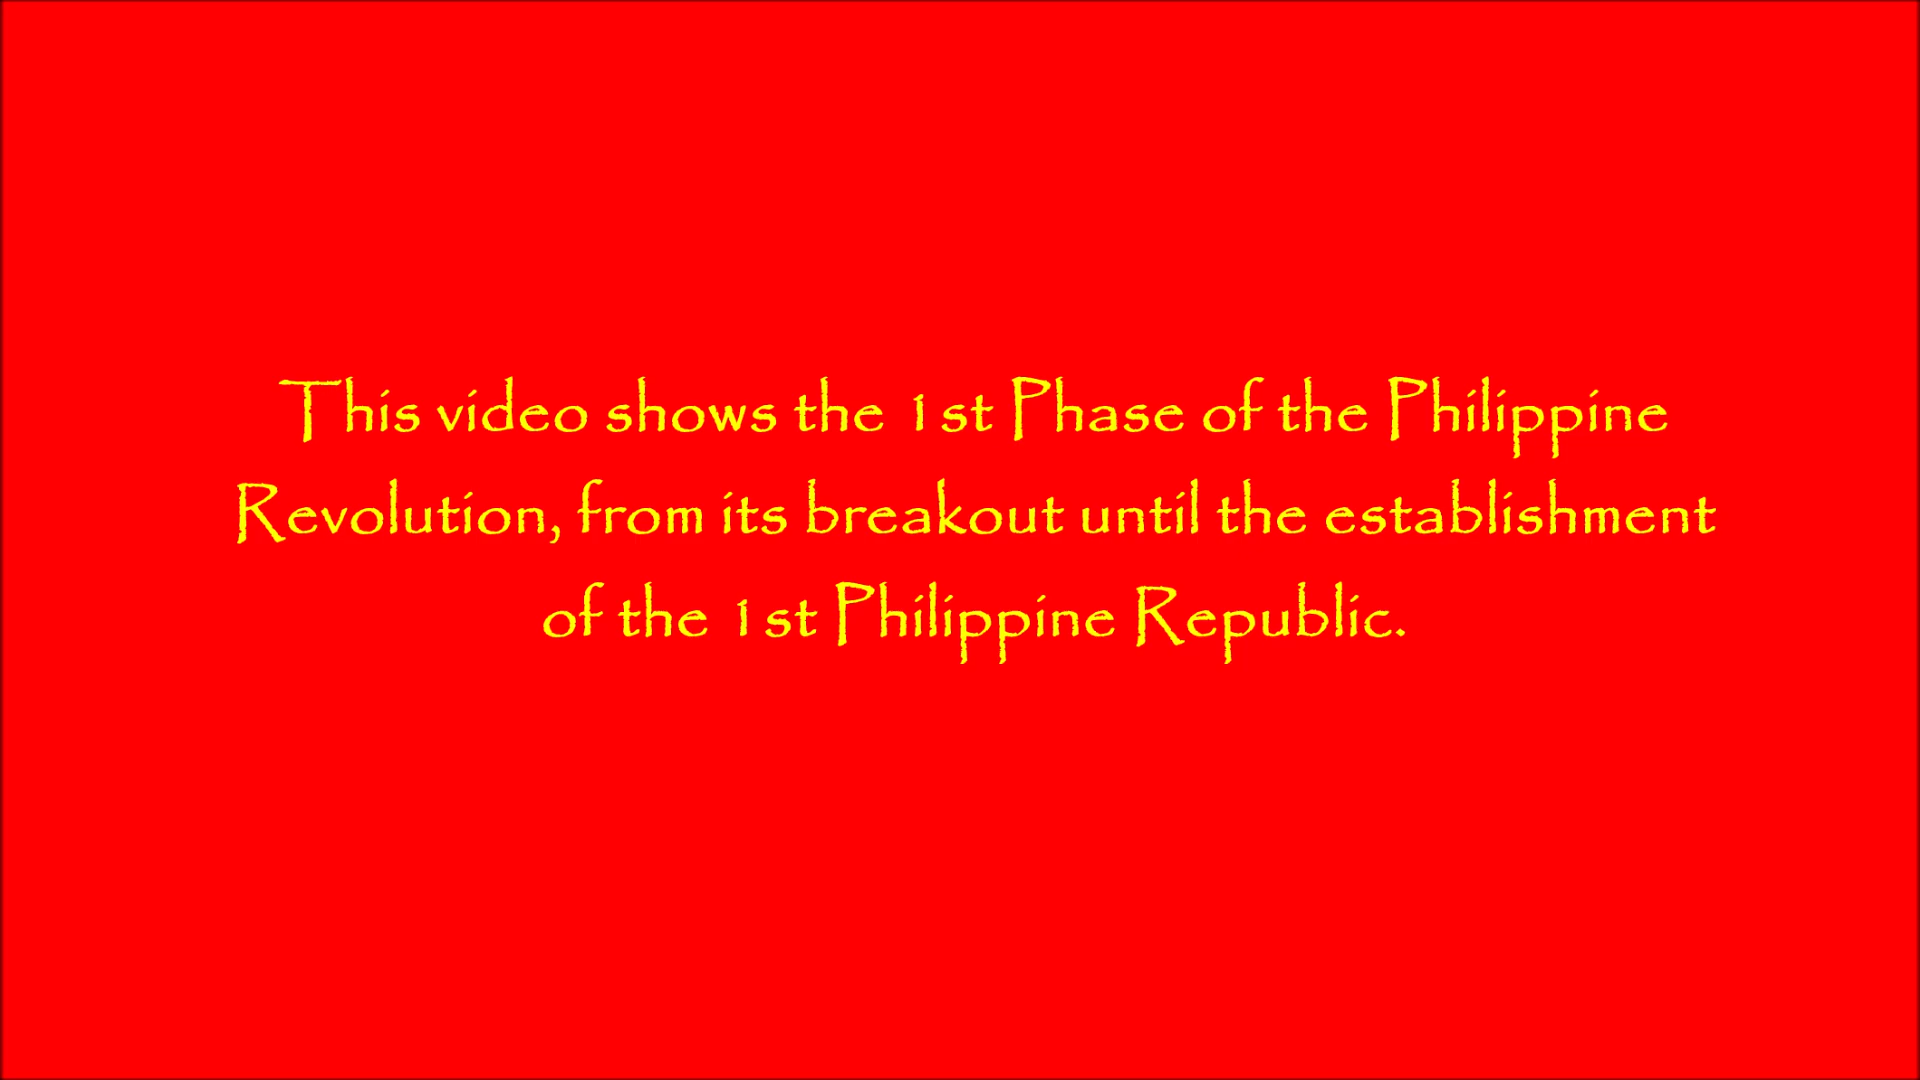 This video shows the 1st Phase of the Philippine
Revolution, from its breakout until the establishment
of the 1st Philippine Republic.